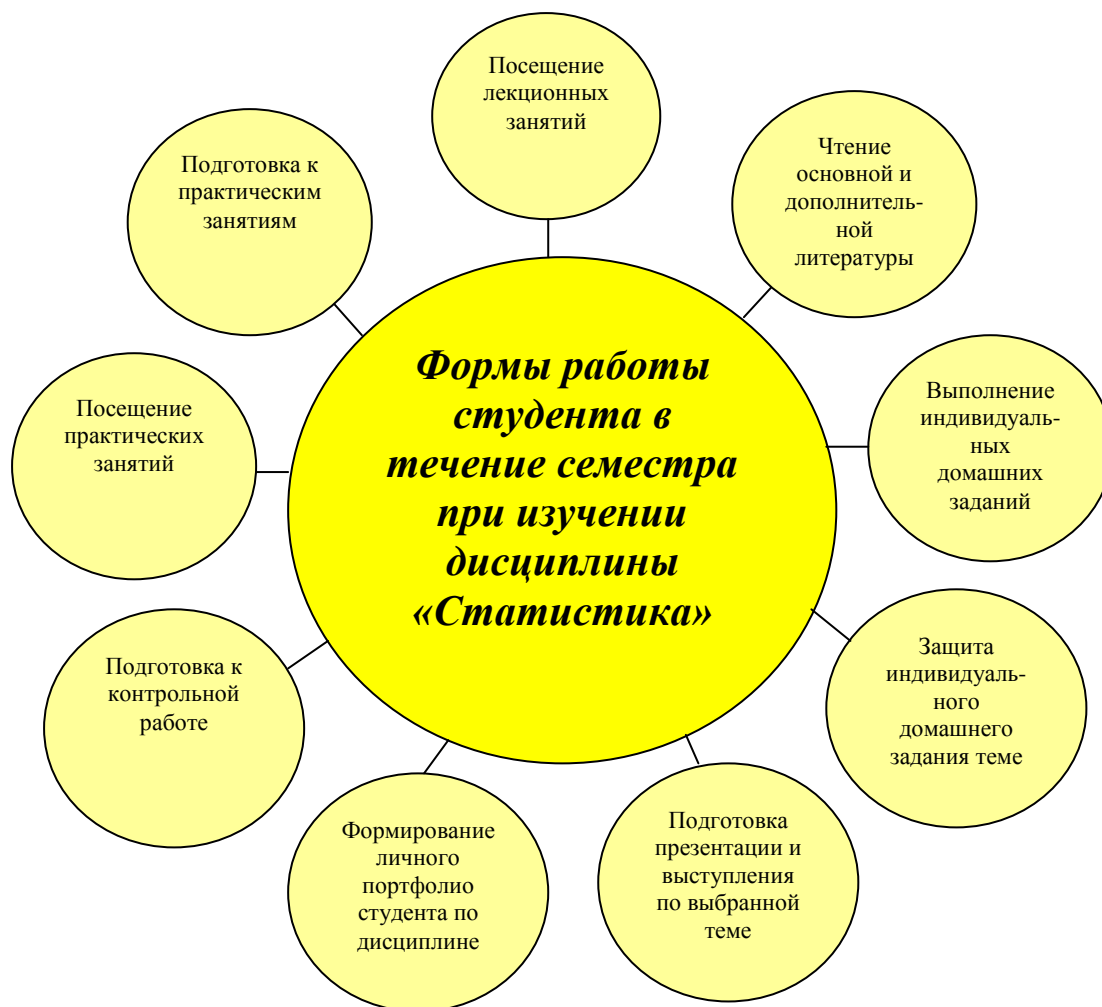 Посещение
лекционных
занятий
Чтение
основной и
дополнитель-
ной
литературы
Выполнение
индивидуаль-
ных
домашних
заданий
Защита
индивидуаль-
ного
домашнего
задания теме
Подготовка
презентации и
выступления
по выбранной
теме
Формирование
личного
портфолио
студента по
дисциплине
Подготовка к
контрольной
работе
Посещение
практических
занятий
Подготовка к
практическим
занятиям
Формы работы
студента в
течение семестра
при изучении
дисциплины
«Статистика»